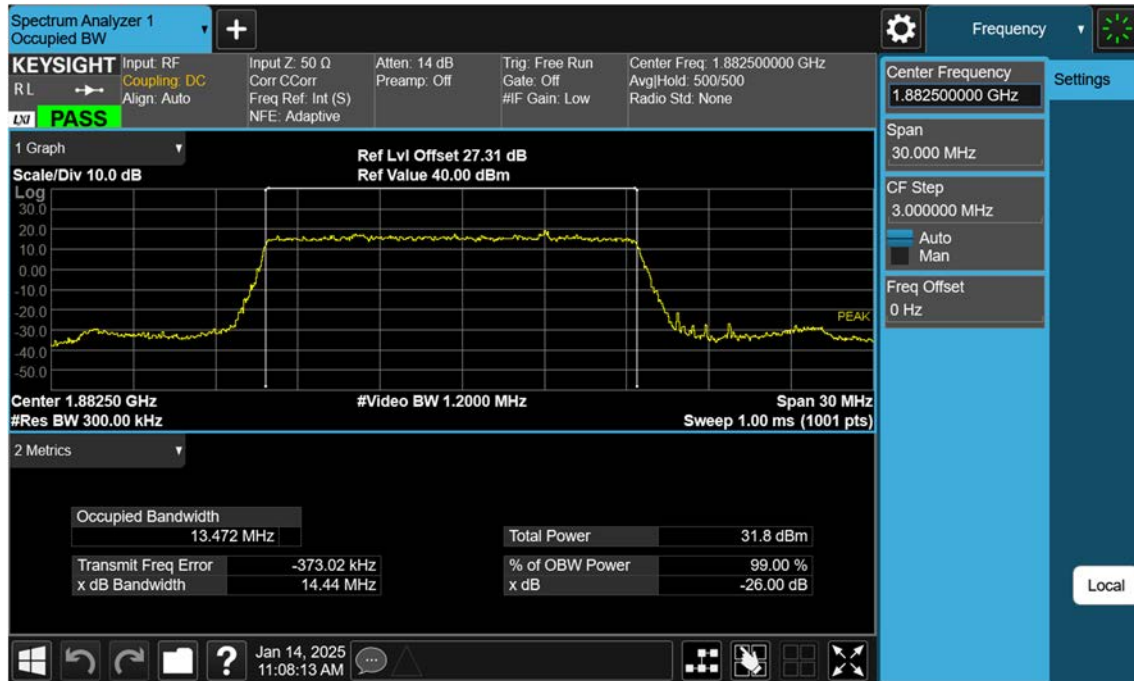 Spectrum Analyzer 1
Occupied BW
+
Frequency
KEYSIGHT
R L
LXI PASS
Input: RF
Coupling: DC
Align: Auto
Input Z: 50 Ω
Corr CCorr
Freq Ref: Int (S)
NFE: Adaptive
Atten: 14 dB
Preamp: Off
Trig: Free Run
Gate: Off
#IF Gain: Low
Center Freq: 1.882500000 GHz
Avg|Hold: 500/500
Radio Std: None
Center Frequency
1.882500000 GHz
Settings
Span
30.000 MHz
CF Step
3.000000 MHz
Auto
Man
Freq Offset
0 Hz
Local
1 Graph
Scale/Div 10.0 dB
Ref Lvl Offset 27.31 dB
Ref Value 40.00 dBm
Log
30.0
20.0
10.0
0.00
-10.0
-20.0
-30.0
-40.0
-50.0
PEAK
Center 1.88250 GHz
#Video BW 1.2000 MHz
Span 30 MHz
#Res BW 300.00 kHz
Sweep 1.00 ms (1001 pts)
2 Metrics
Occupied Bandwidth
13.472 MHz
Total Power 31.8 dBm
Transmit Freq Error -373.02 kHz
% of OBW Power 99.00 %
x dB Bandwidth 14.44 MHz
x dB -26.00 dB
?
Jan 14, 2025
11:08:13 AM